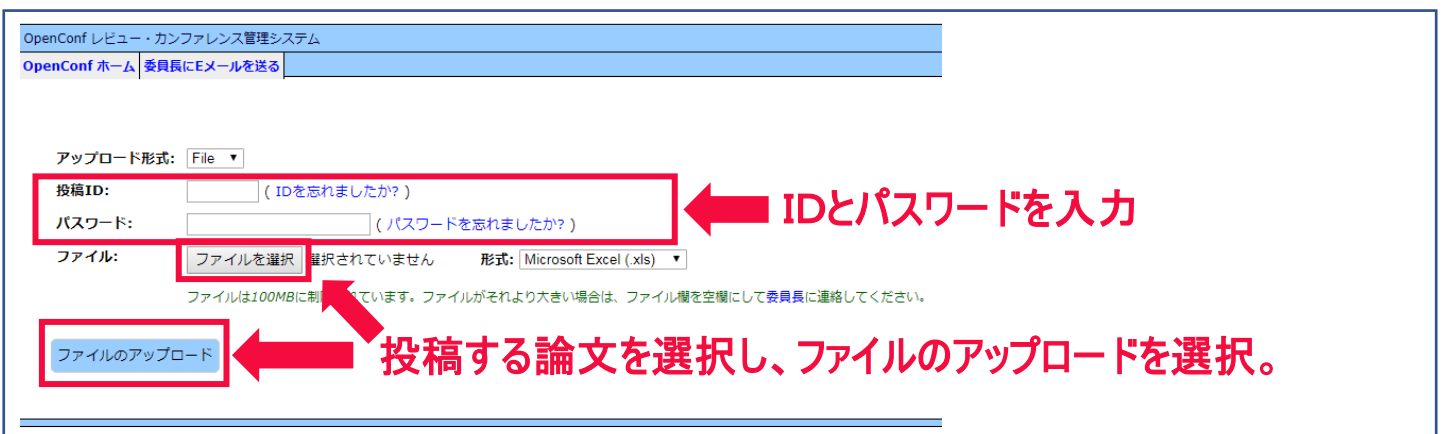 OpenConf レビュー・カンファレンス管理システム
OpenConf ホーム 委員長にEメールを送る
アップロード形式: File
投稿ID: ( IDを忘れましたか? )
IDとパスワードを入力
パスワード: ( パスワードを忘れましたか? )
ファイル: ファイルを選択 選択されていません 形式: Microsoft Excel (.xls)
ファイルは100MBに制限されています。ファイルがそれより大きい場合は、ファイル欄を空欄にして委員長に連絡してください。
ファイルのアップロード
投稿する論文を選択し、ファイルのアップロードを選択。